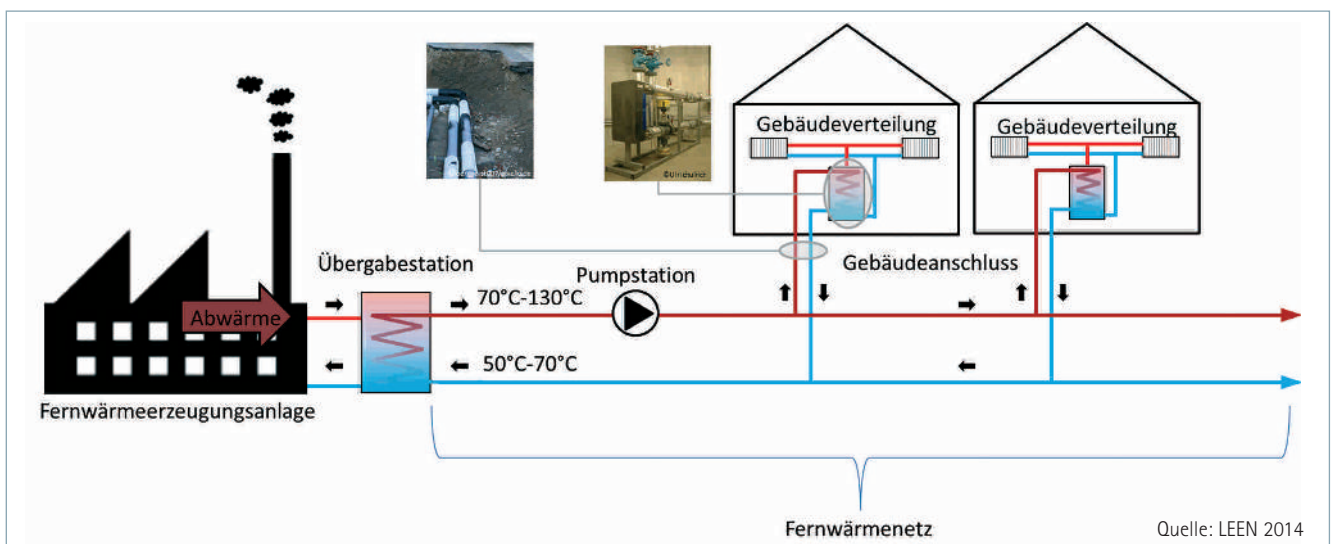 Gebäudeverteilung
Gebäudeverteilung
Übergabestation
Pumpstation
Gebäudeanschluss
Abwärme
70°C-130°C
50°C-70°C
Fernwärmeerzeugungsanlage
Fernwärmenetz
Quelle: LEEN 2014